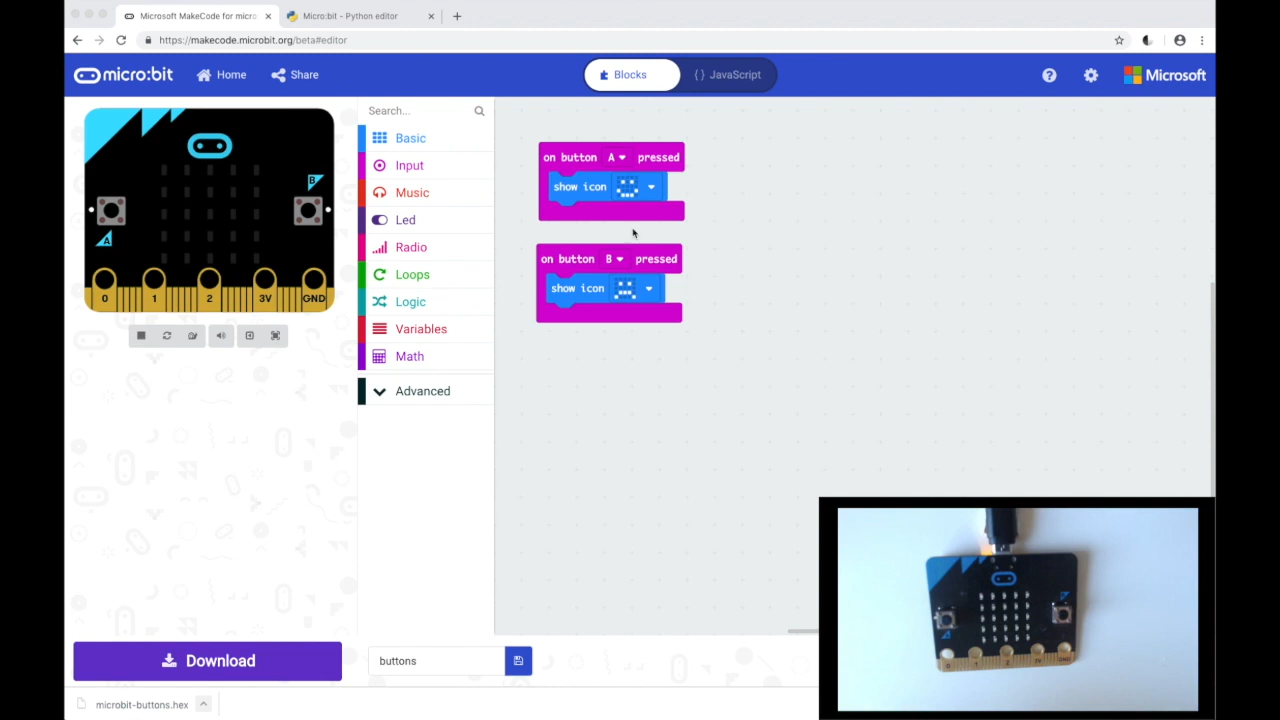 Microsoft MakeCode for micro
Micro:bit - Python editor
https://makecode.microbit.org/beta#editor
micro:bit
Home
Share
Blocks
{ } JavaScript
?
Microsoft
Search...
Basic
Input
Music
Led
Radio
Loops
Logic
Variables
Math
Advanced
A
B
0 1 2 3V GND
on button A pressed
show icon
on button B pressed
show icon
Download
buttons
microbit-buttons.hex